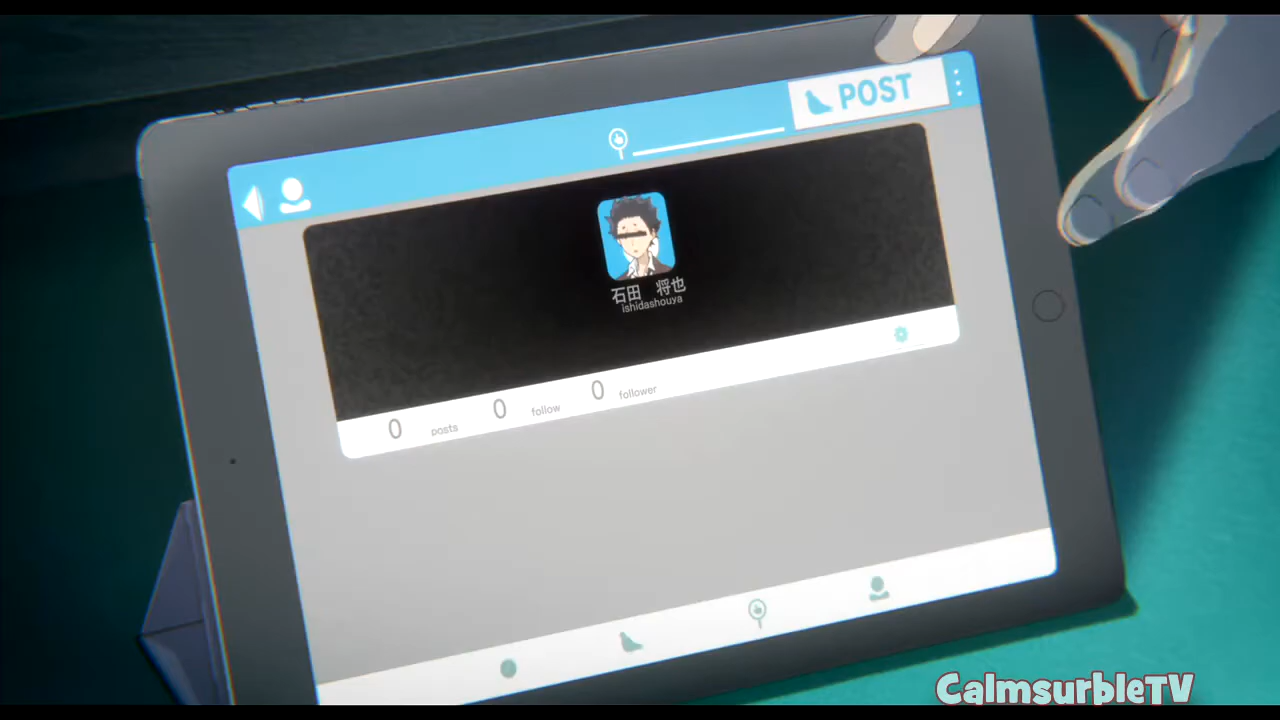 POST
石田 将也
ishidashouya
0 posts 0 follow 0 follower
CalmsurbleTV